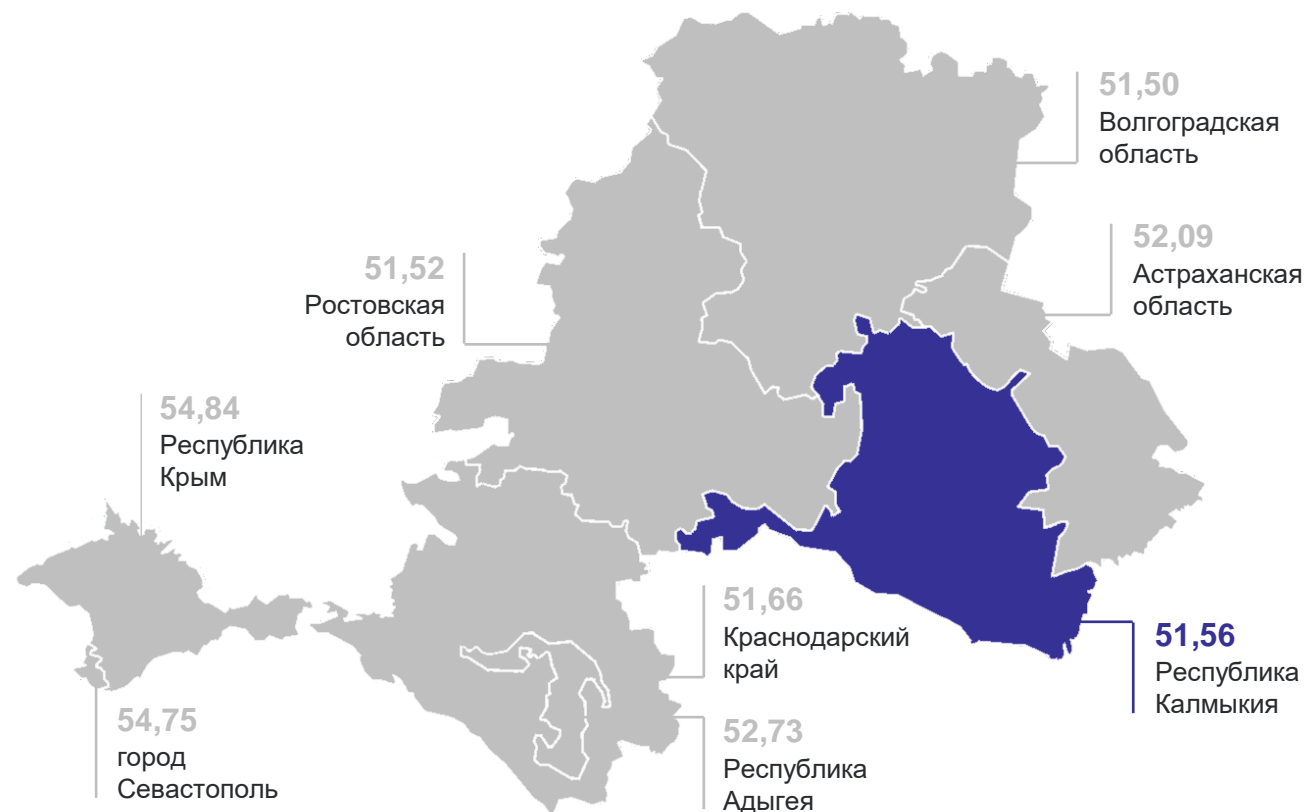 51,50
Волгоградская
область
52,09
Астраханская
область
51,52
Ростовская
область
54,84
Республика
Крым
51,66
Краснодарский
край
51,56
Республика
Калмыкия
54,75
город
Севастополь
52,73
Республика
Адыгея